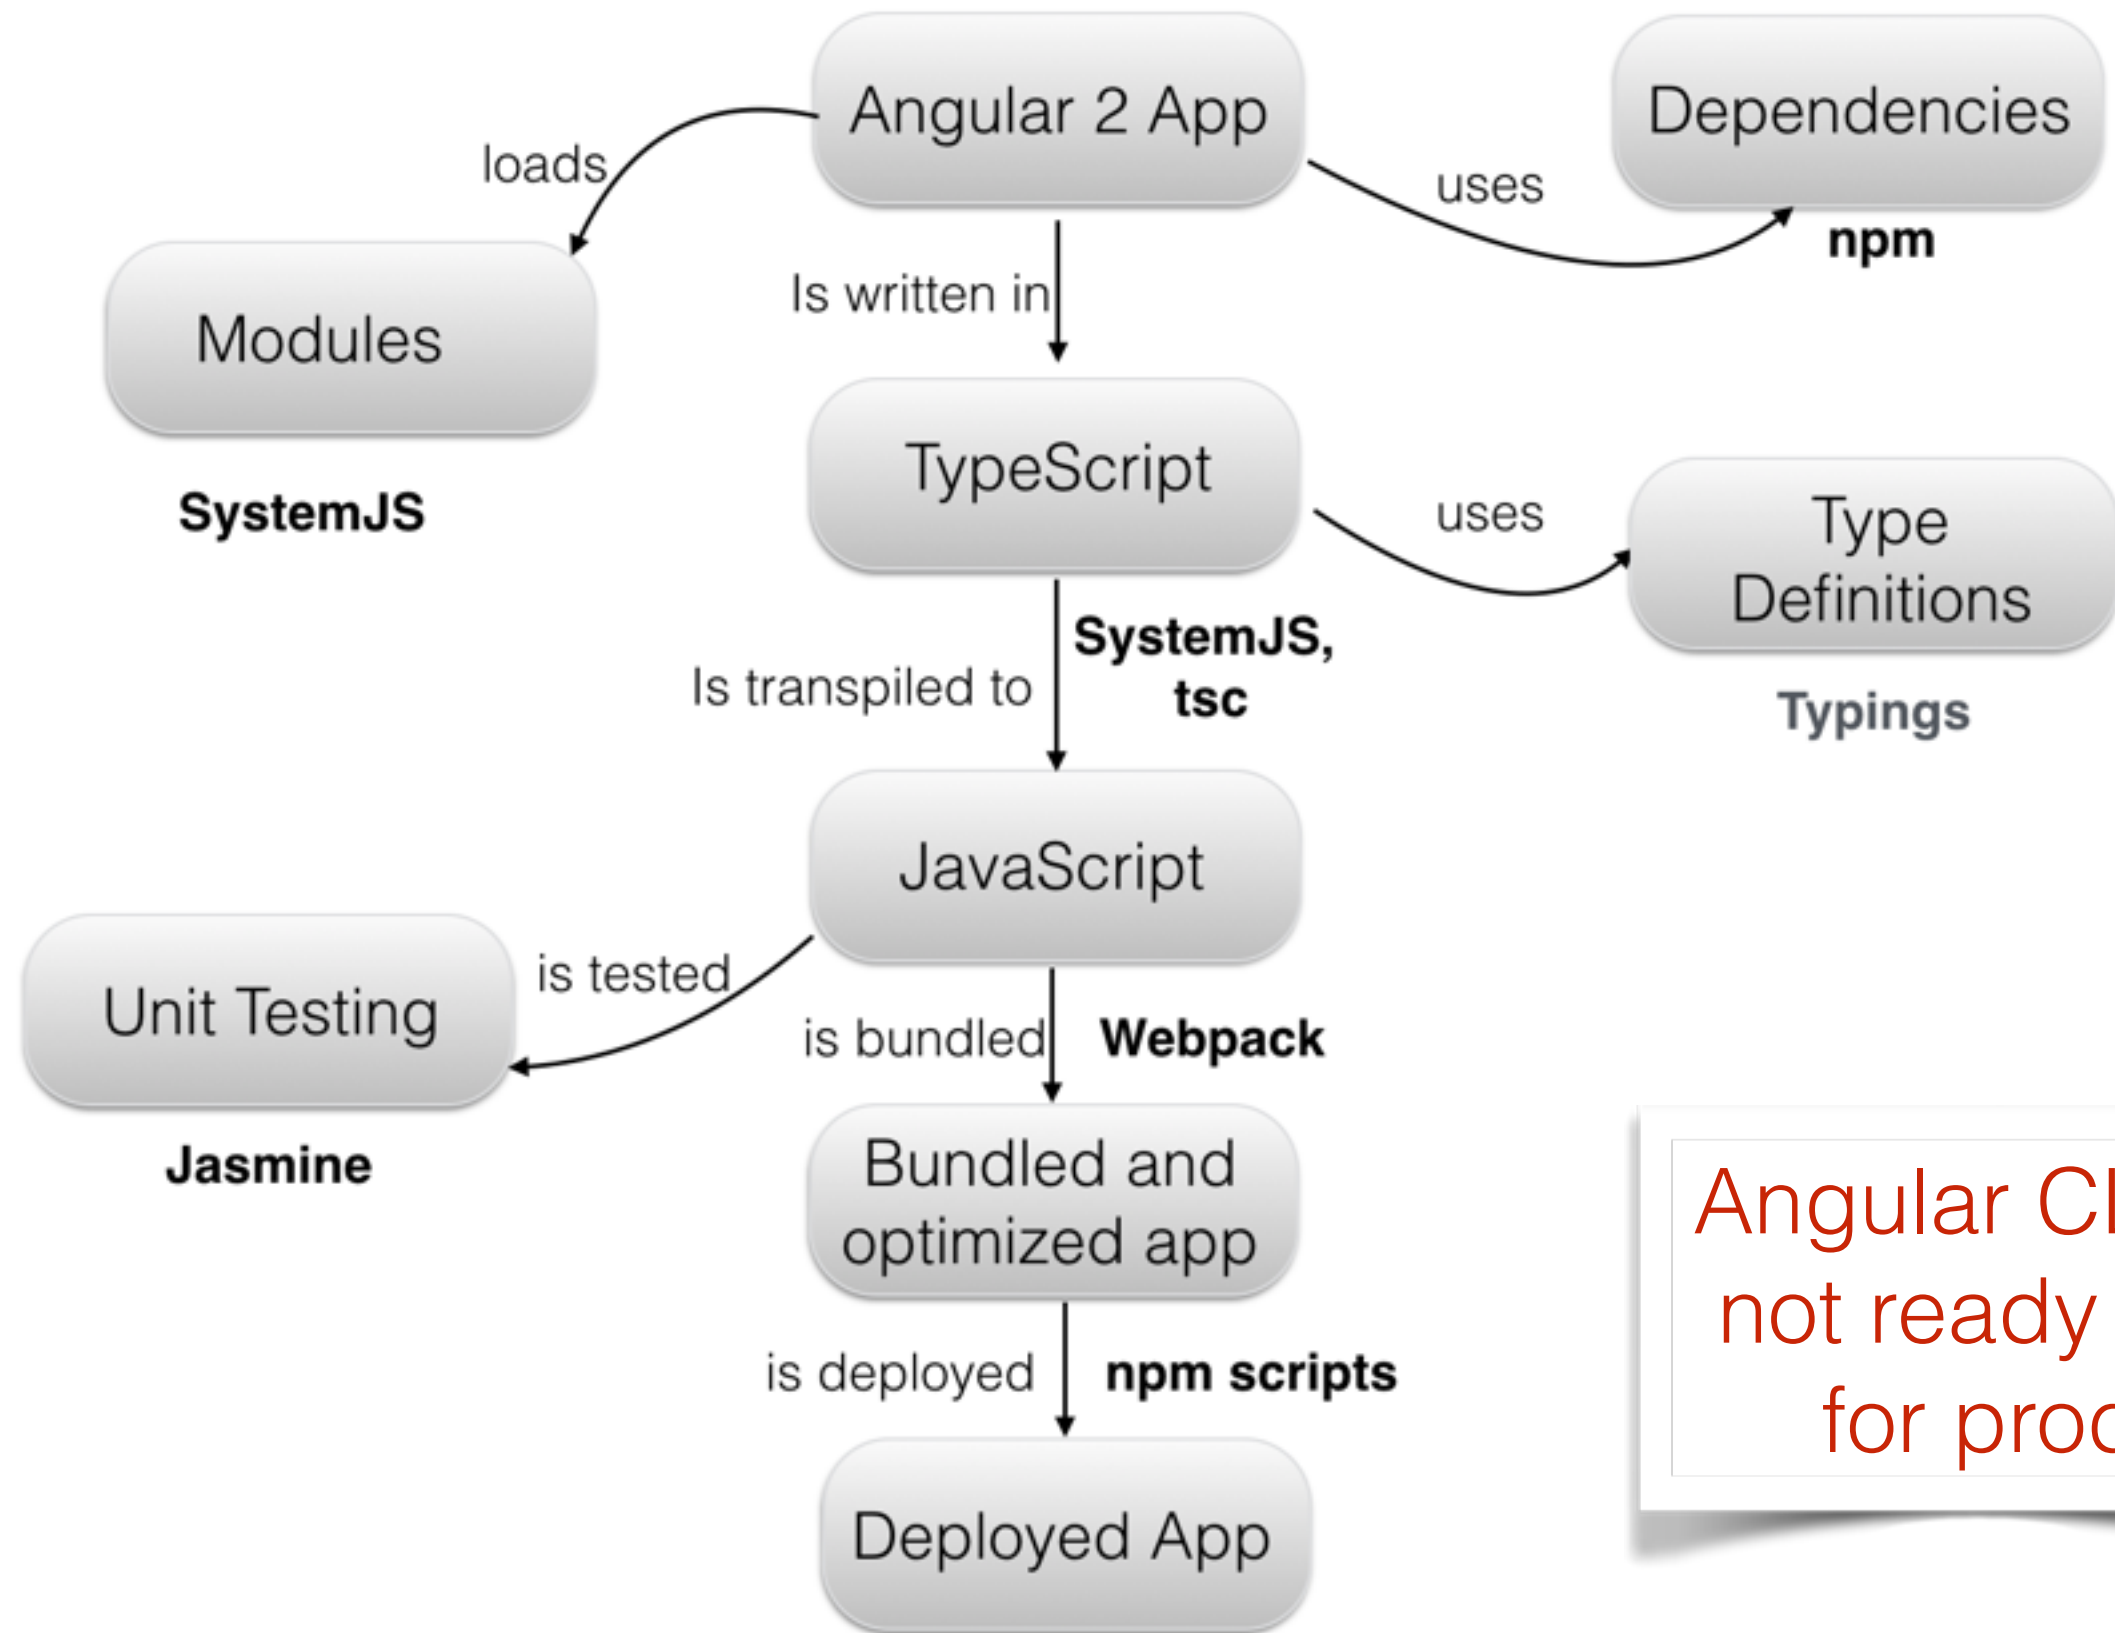 Angular 2 App
Dependencies
loads
uses
npm
Modules
Is written in
SystemJS
TypeScript
uses
Type
Definitions
SystemJS,
tsc
Is transpiled to
Typings
JavaScript
is tested
Unit Testing
is bundled
Webpack
Jasmine
Bundled and
optimized app
Angular
not ready
for
is deployed
npm scripts
Deployed App